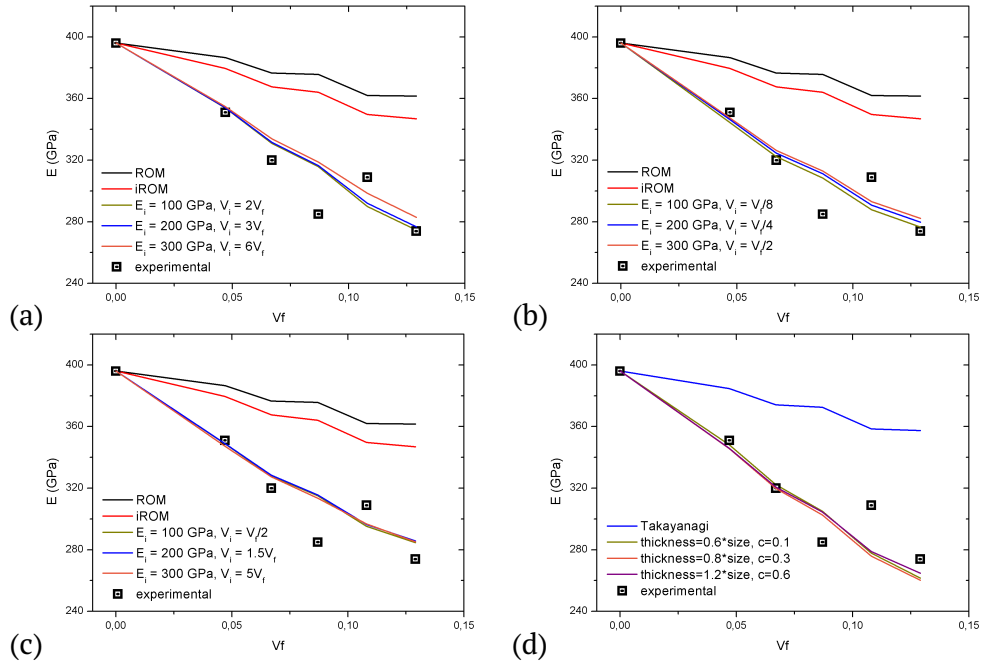 (a)
400
360
320
280
240
E (GPa)
ROM
iROM
E_i = 100 GPa, V_i = 2V_f
E_i = 200 GPa, V_i = 3V_f
E_i = 300 GPa, V_i = 6V_f
experimental
0,00 0,05 0,10 0,15
Vf
(b)
400
360
320
280
240
E (GPa)
ROM
iROM
E_i = 100 GPa, V_i = V_f/8
E_i = 200 GPa, V_i = V_f/4
E_i = 300 GPa, V_i = V_f/2
experimental
0,00 0,05 0,10 0,15
Vf
(c)
400
360
320
280
240
E (GPa)
ROM
iROM
E_i = 100 GPa, V_i = V_f/2
E_i = 200 GPa, V_i = 1.5V_f
E_i = 300 GPa, V_i = 5V_f
experimental
0,00 0,05 0,10 0,15
Vf
(d)
400
360
320
280
240
E (GPa)
Takayanagi
thickness=0.6*size, c=0.1
thickness=0.8*size, c=0.3
thickness=1.2*size, c=0.6
experimental
0,00 0,05 0,10 0,15
Vf